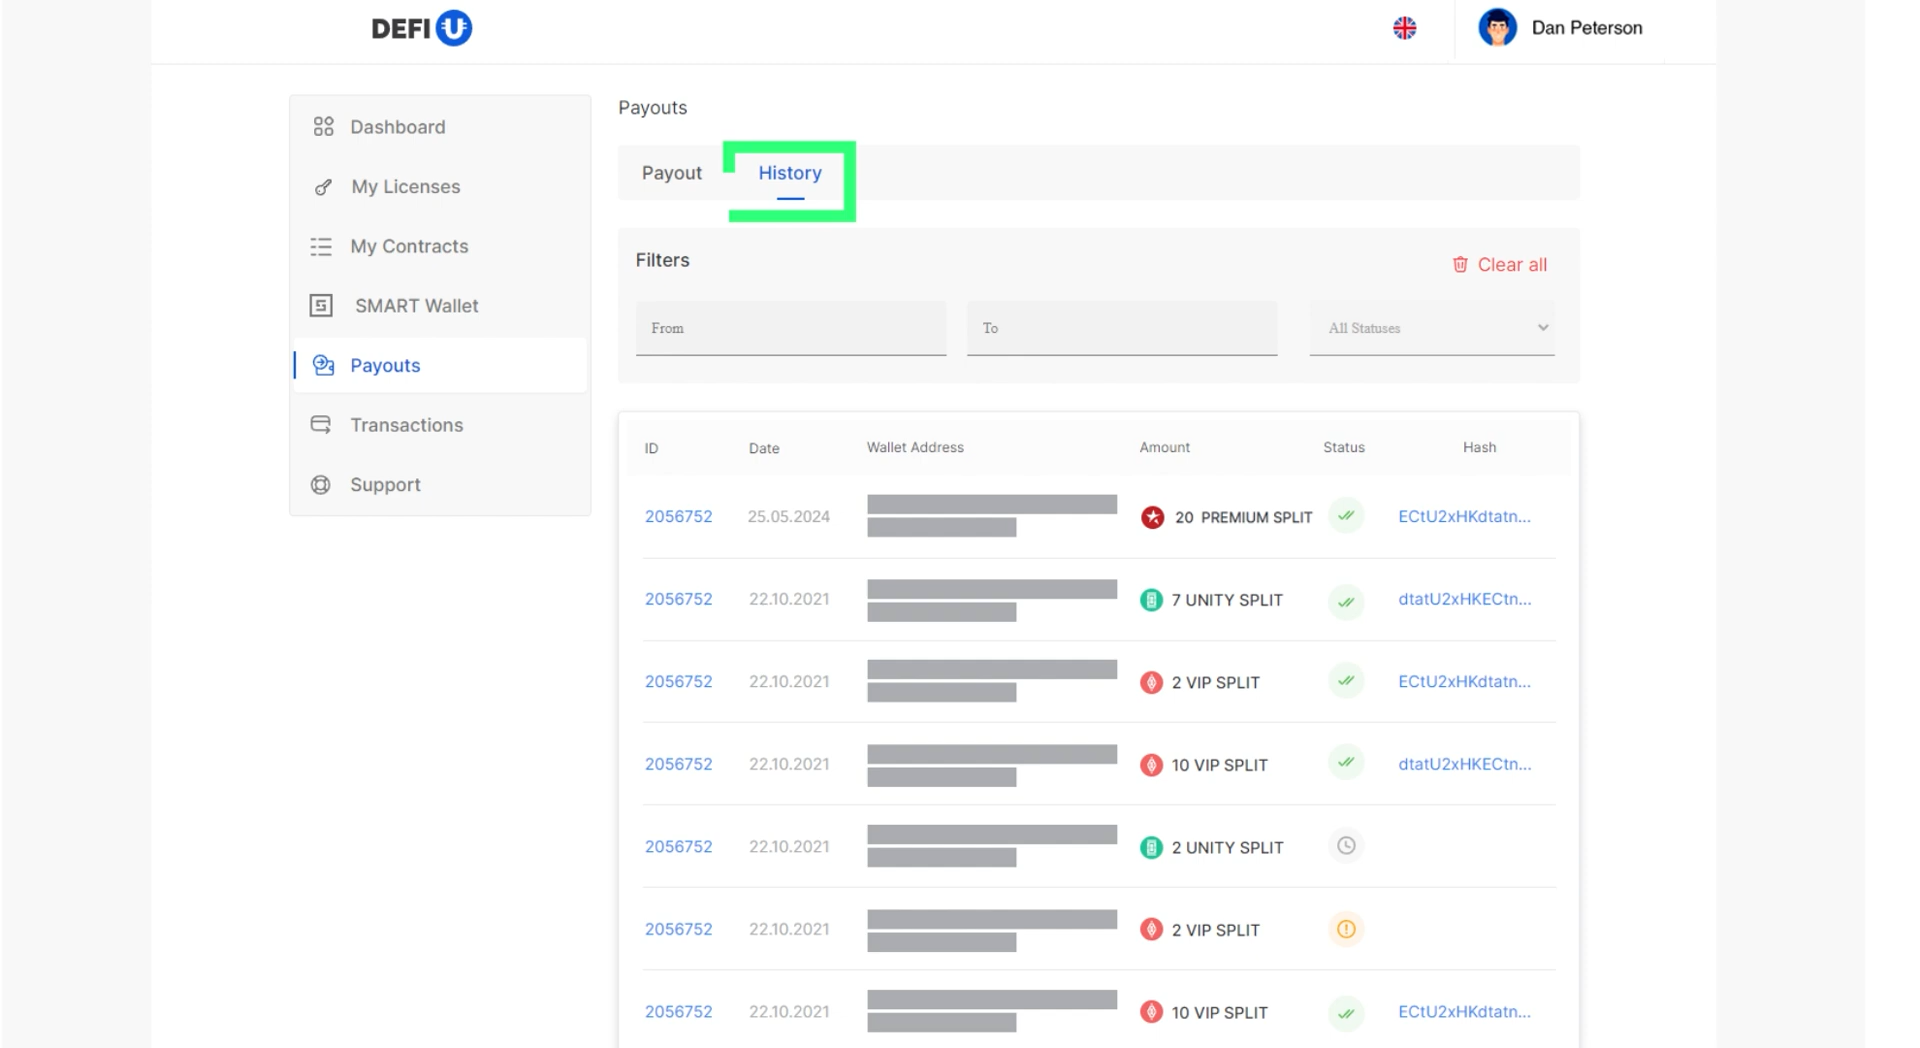 DEFI U
Dan Peterson
Dashboard
My Licenses
My Contracts
SMART Wallet
Payouts
Transactions
Support
Payouts
Payout History
Filters
Clear all
From To All Statuses
ID Date Wallet Address Amount Status Hash
2056752 25.05.2024 20 PREMIUM SPLIT ECtU2xHKdtatn...
2056752 22.10.2021 7 UNITY SPLIT dtatU2xHKECtn...
2056752 22.10.2021 2 VIP SPLIT ECtU2xHKdtatn...
2056752 22.10.2021 10 VIP SPLIT dtatU2xHKECtn...
2056752 22.10.2021 2 UNITY SPLIT
2056752 22.10.2021 2 VIP SPLIT
2056752 22.10.2021 10 VIP SPLIT ECtU2xHKdtatn...